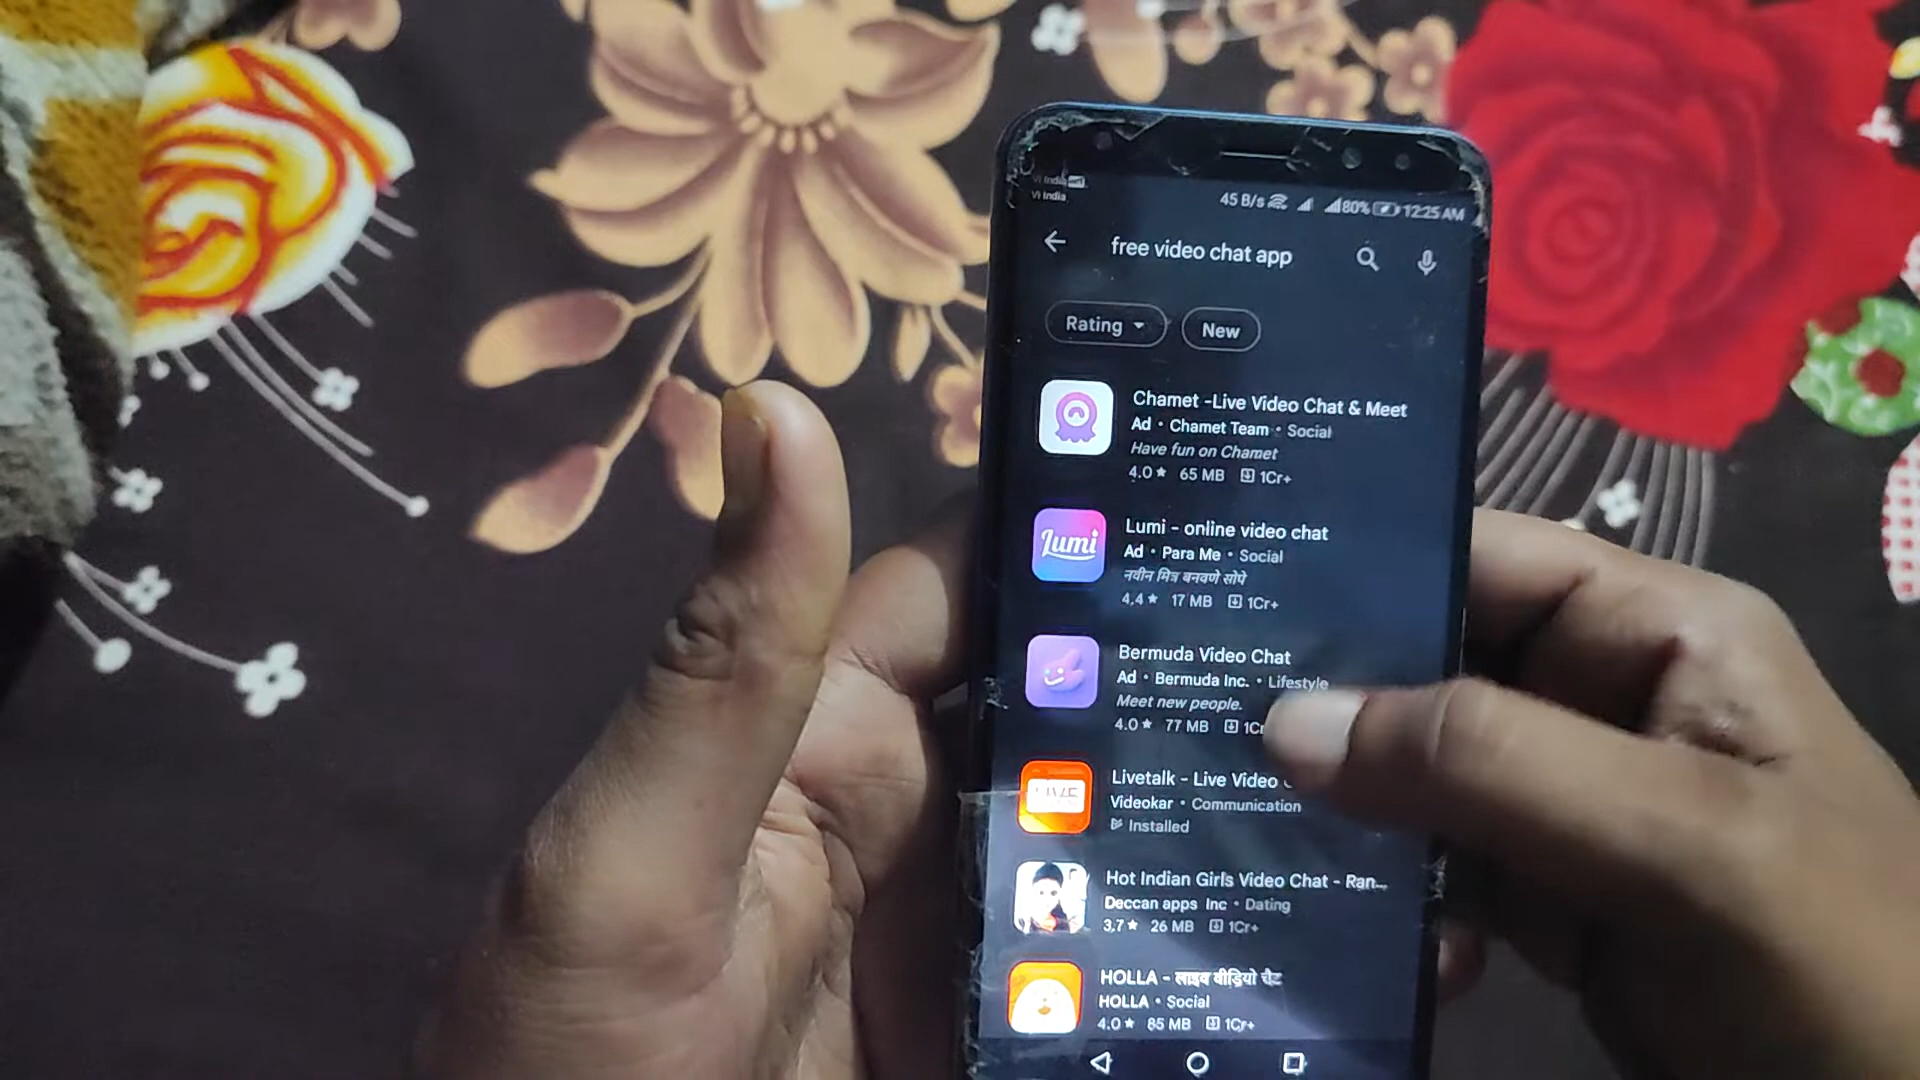 Vi India
Vi India
45 B/s 80% 12:25 AM
free video chat app
Rating New
Chamet -Live Video Chat & Meet
Ad • Chamet Team • Social
Have fun on Chamet
4.0★ 65 MB 1Cr+
Lumi
Lumi - online video chat
Ad • Para Me • Social
नवीन मित्र बनवणे सोपे
4.4★ 17 MB 1Cr+
Bermuda Video Chat
Ad • Bermuda Inc. • Lifestyle
Meet new people.
4.0★ 77 MB 1Cr
LIVE
Livetalk - Live Video
Videokar • Communication
Installed
Hot Indian Girls Video Chat - Ran...
Deccan apps Inc • Dating
3.7★ 26 MB 1Cr+
HOLLA - लाइव वीडियो चैट
HOLLA • Social
4.0★ 85 MB 1Cr+